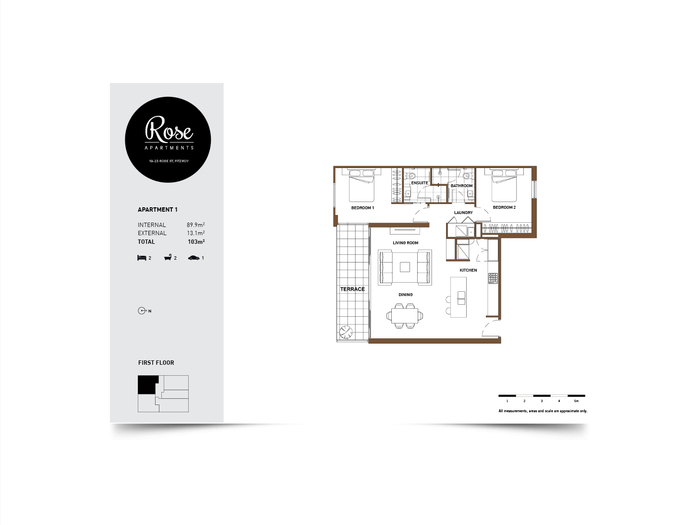 Rose
APARTMENTS
ROSE ST, FITZROY
APARTMENT 1
INTERNAL 89.9m²
EXTERNAL 13.1m²
TOTAL 103m²
2 2 1
N
FIRST FLOOR
BEDROOM 1
ENSUITE
BATHROOM
BEDROOM 2
LAUNDRY
LIVING ROOM
KITCHEN
TERRACE
DINING
1 2 3 4 5m
All measurements, areas and scale are approximate only.